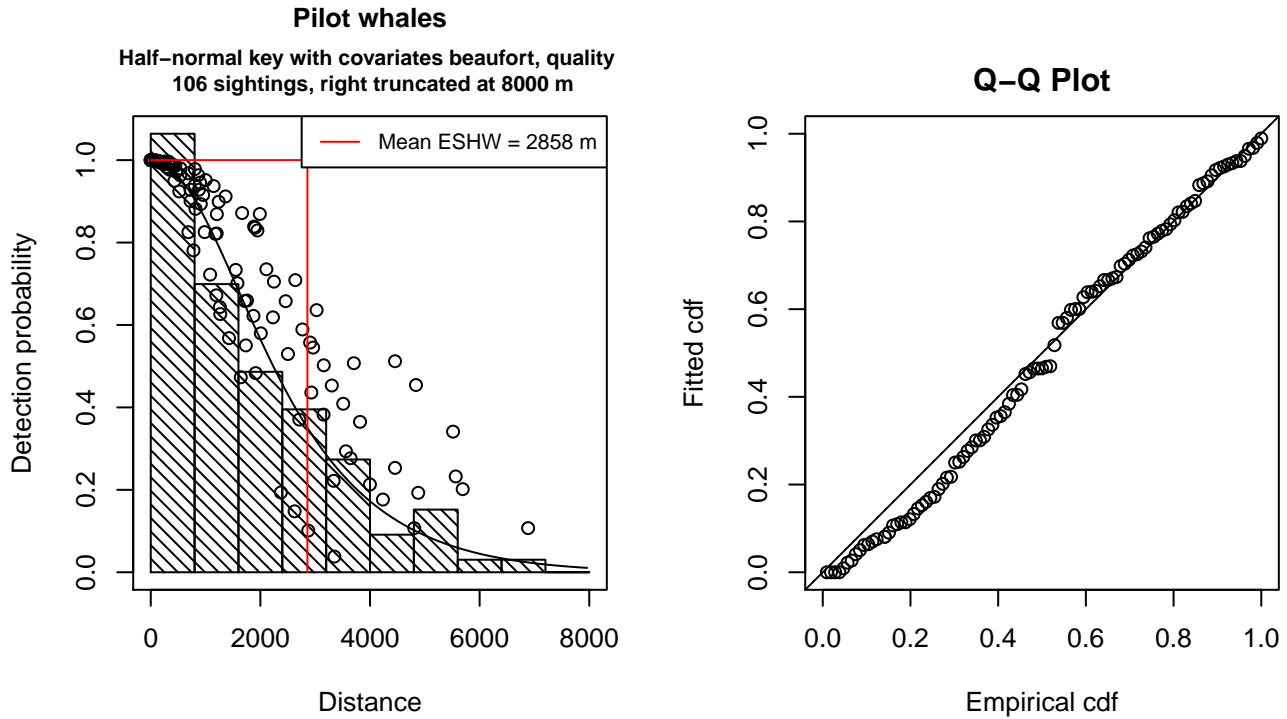 Pilot whales
Half−normal key with covariates beaufort, quality
106 sightings, right truncated at 8000 m
Mean ESHW = 2858 m
Detection probability
0.0 0.2 0.4 0.6 0.8 1.0
0 2000 4000 6000 8000
Distance
Q−Q Plot
Fitted cdf
0.0 0.2 0.4 0.6 0.8 1.0
0.0 0.2 0.4 0.6 0.8 1.0
Empirical cdf